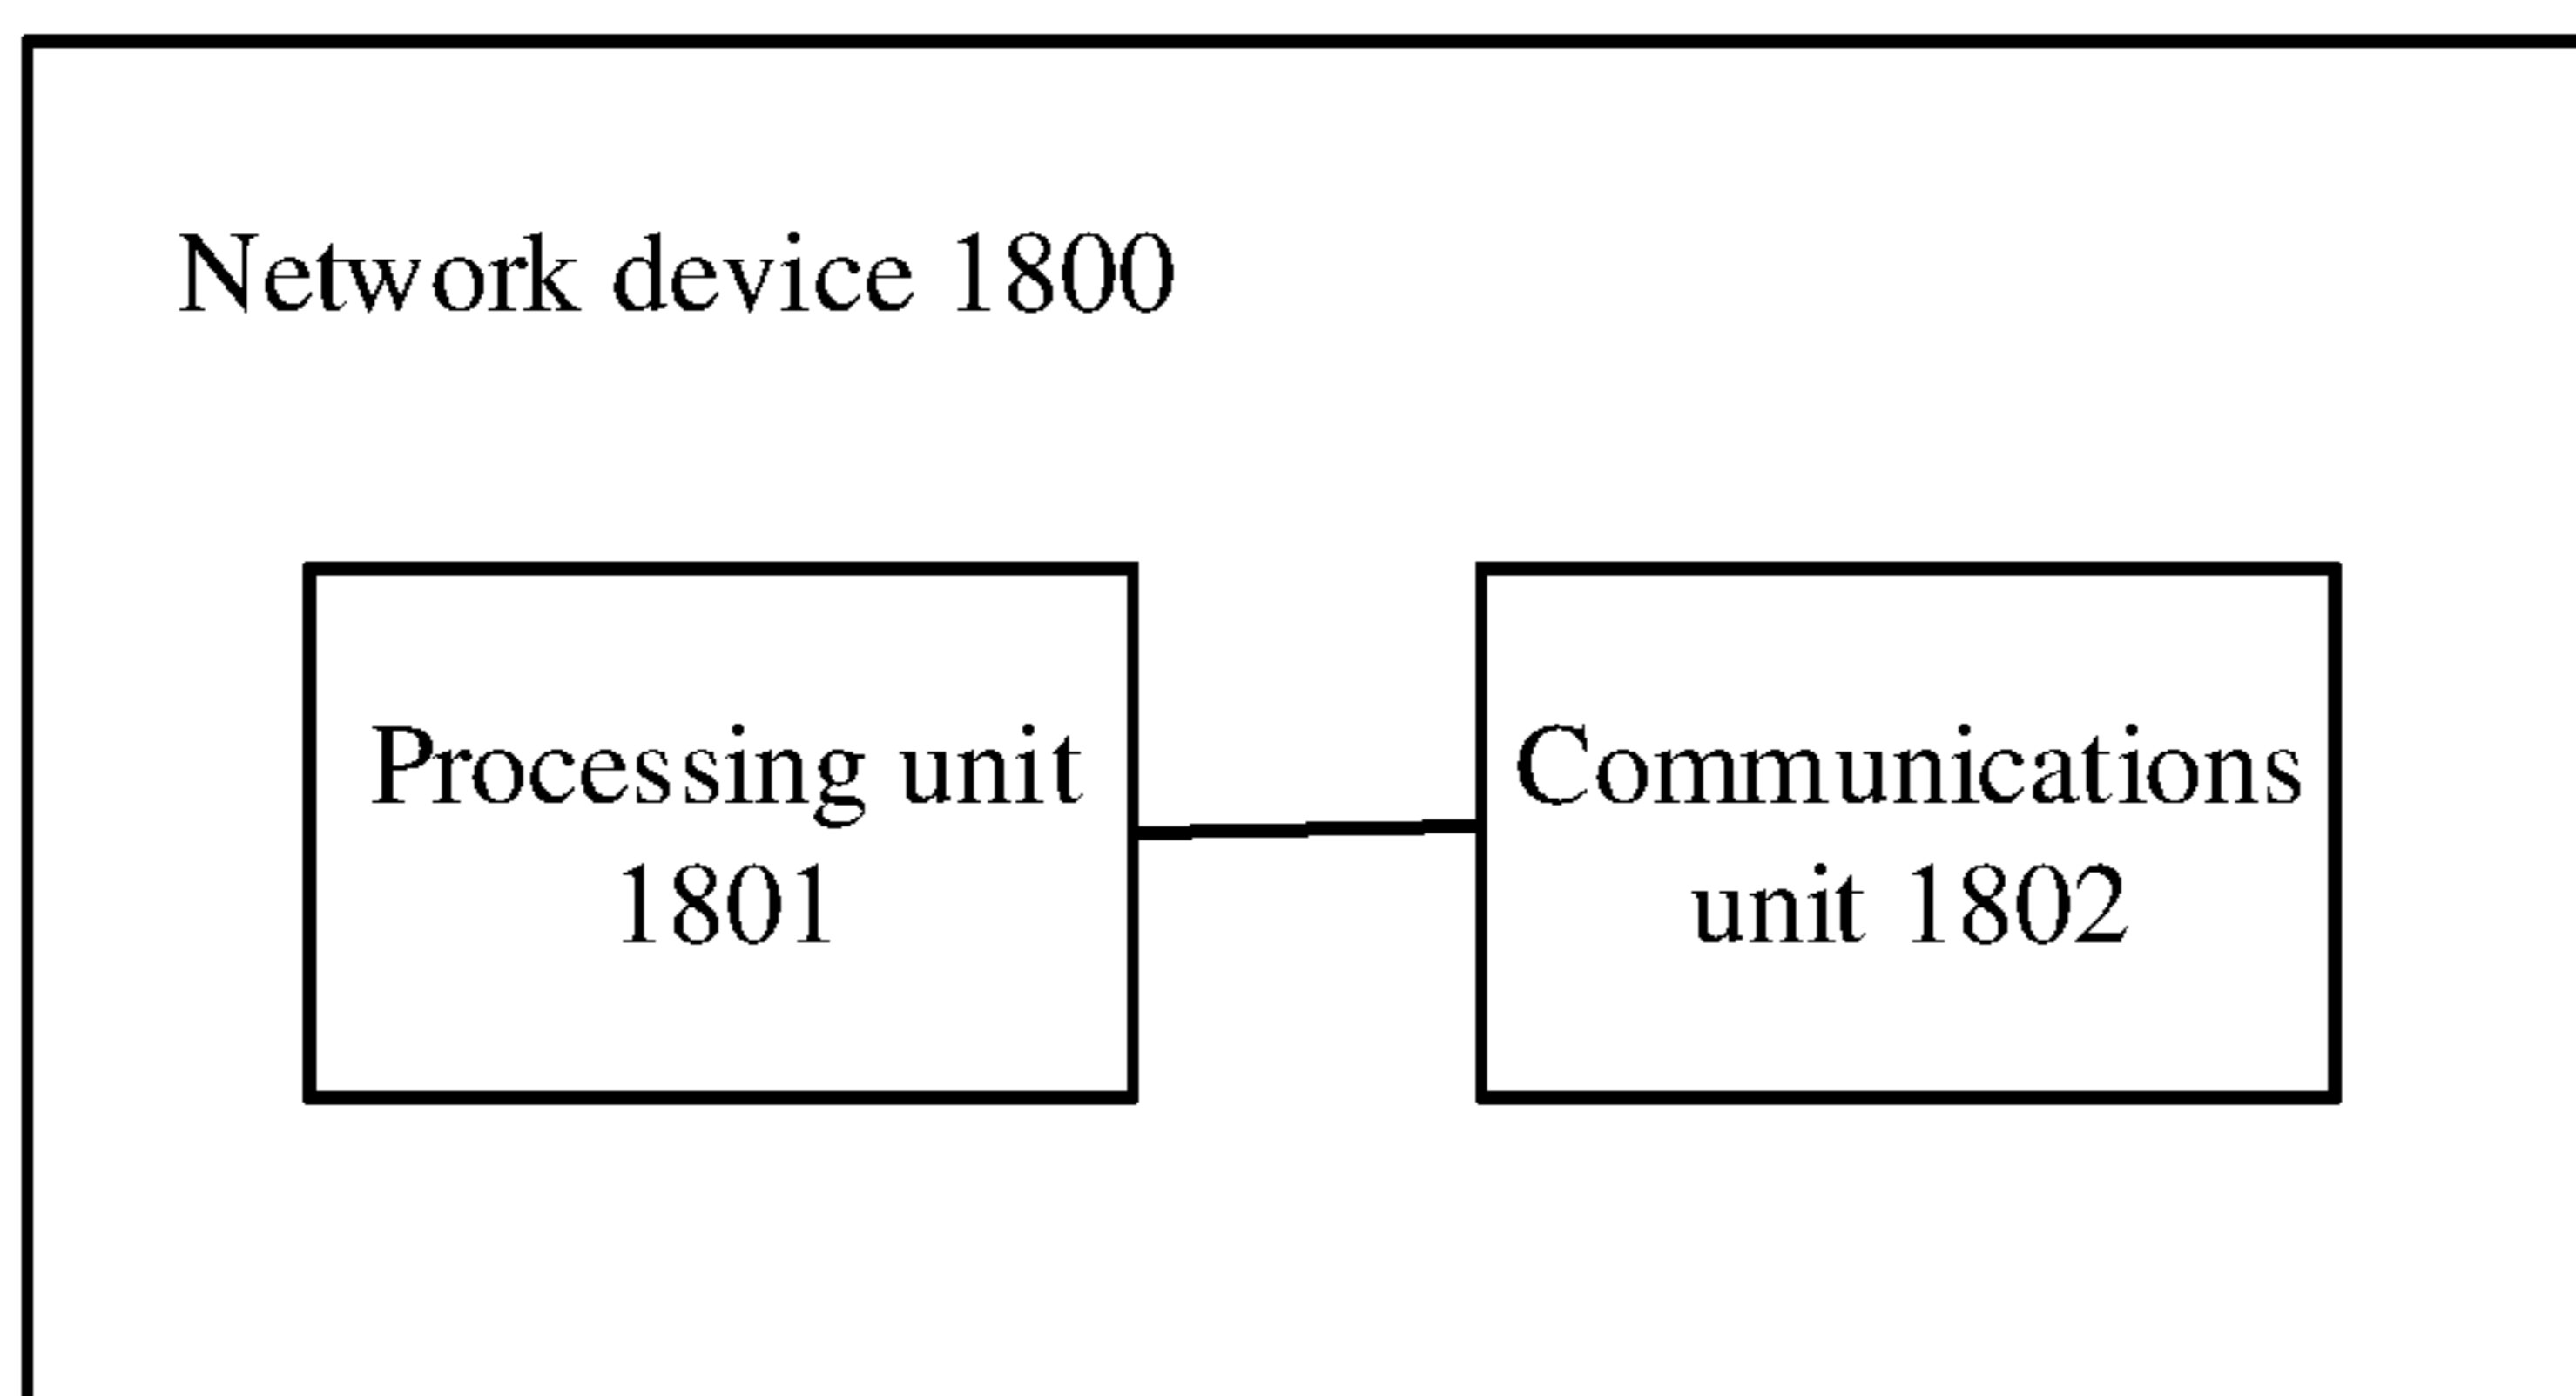 Network device 1800
Processing unit
1801
Communications
unit 1802